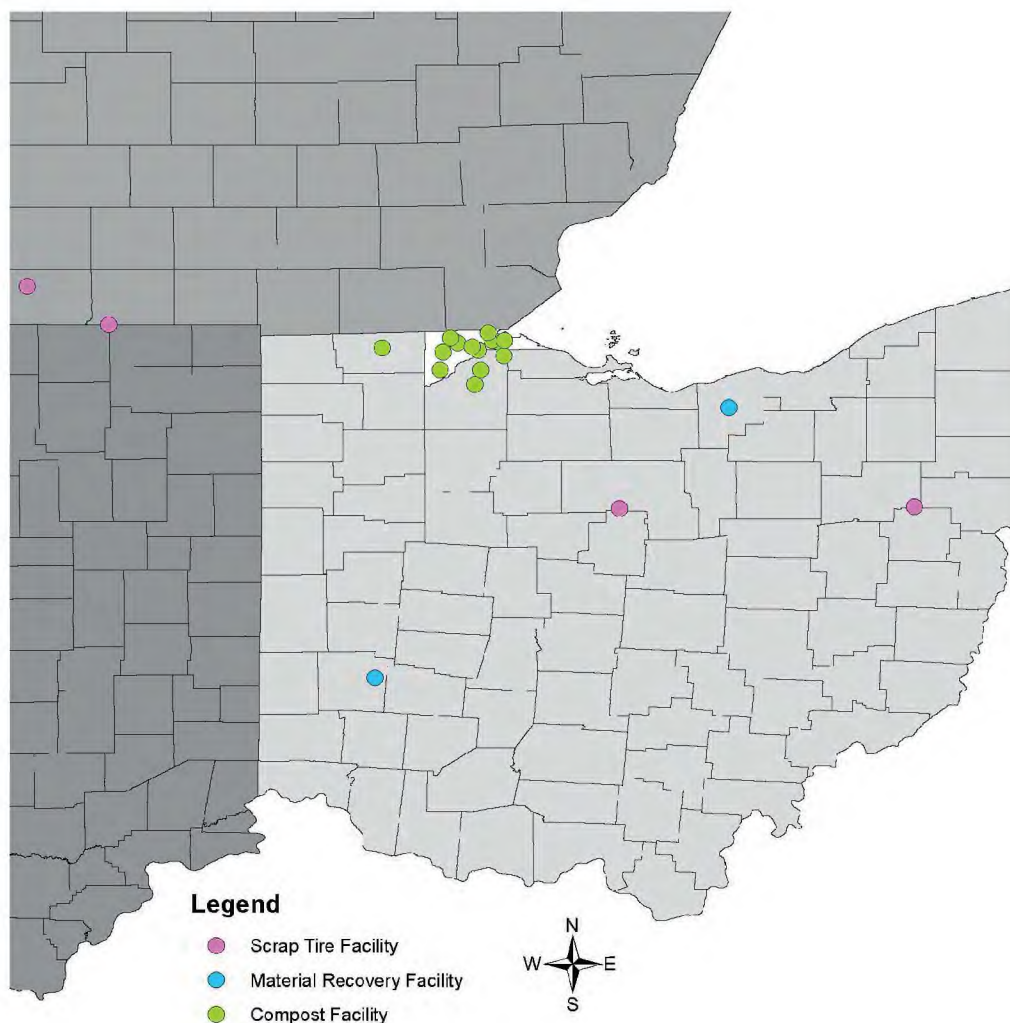 Legend
Scrap Tire Facility
Material Recovery Facility
Compost Facility
N
W E
S